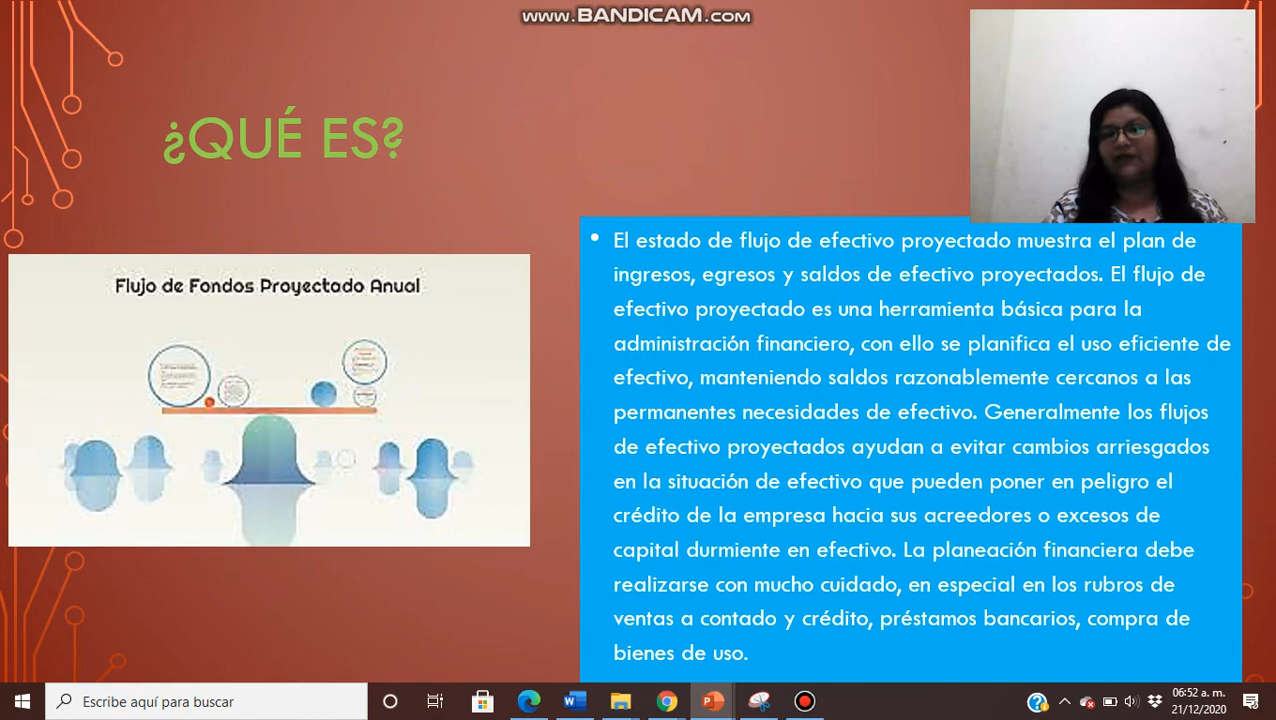 WWW.BANDICAM.COM
¿QUÉ ES?
Flujo de Fondos Proyectado Anual
• El estado de flujo de efectivo proyectado muestra el plan de
ingresos, egresos y saldos de efectivo proyectados. El flujo de
efectivo proyectado es una herramienta básica para la
administración financiero, con ello se planifica el uso eficiente de
efectivo, manteniendo saldos razonablemente cercanos a las
permanentes necesidades de efectivo. Generalmente los flujos
de efectivo proyectados ayudan a evitar cambios arriesgados
en la situación de efectivo que pueden poner en peligro el
crédito de la empresa hacia sus acreedores o excesos de
capital durmiente en efectivo. La planeación financiera debe
realizarse con mucho cuidado, en especial en los rubros de
ventas a contado y crédito, préstamos bancarios, compra de
bienes de uso.
Escribe aquí para buscar
06:52 a. m.
21/12/2020